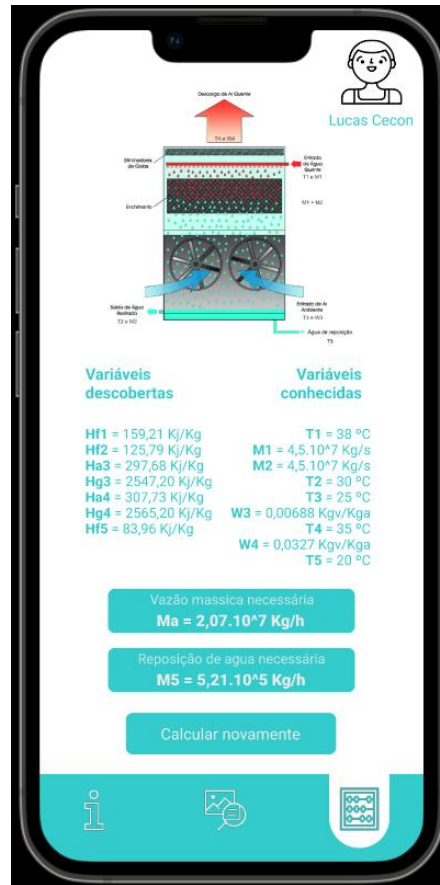 Lucas Cecon
Descarga de Ar Quente
T4 e W4
Eliminadores
de Gotas
Entrada
de Água
Quente
T1 e M1
Enchimento
M1 = M2
Saída de Água
Resfriada
T2 e M2
Entrada de Ar
Ambiente
T3 e W3
Água de reposição
T5
Variáveis
descobertas
Hf1 = 159,21 Kj/Kg
Hf2 = 125,79 Kj/Kg
Ha3 = 297,68 Kj/Kg
Hg3 = 2547,20 Kj/Kg
Ha4 = 307,73 Kj/Kg
Hg4 = 2565,20 Kj/Kg
Hf5 = 83,96 Kj/Kg
Variáveis
conhecidas
T1 = 38 ºC
M1 = 4,5.10^7 Kg/s
M2 = 4,5.10^7 Kg/s
T2 = 30 ºC
T3 = 25 ºC
W3 = 0,00688 Kgv/Kga
T4 = 35 ºC
W4 = 0,0327 Kgv/Kga
T5 = 20 ºC
Vazão massica necessária
Ma = 2,07.10^7 Kg/h
Reposição de agua necessária
M5 = 5,21.10^5 Kg/h
Calcular novamente